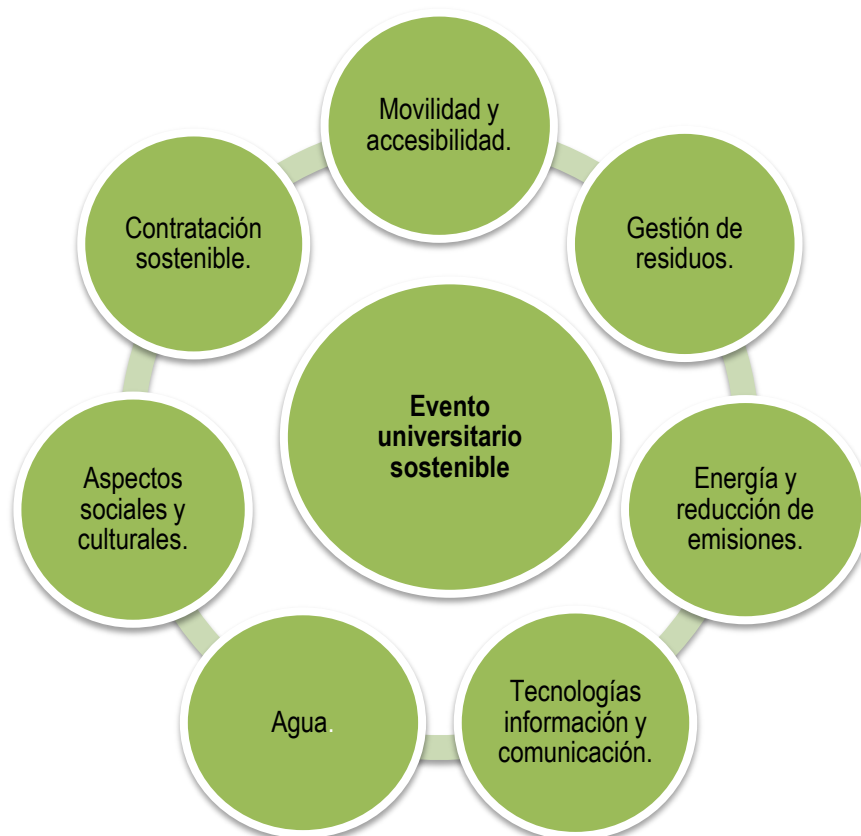 Movilidad y
accesibilidad.
Gestión de
residuos.
Energía y
reducción de
emisiones.
Tecnologías
información y
comunicación.
Agua.
Aspectos
sociales y
culturales.
Contratación
sostenible.
Evento
universitario
sostenible